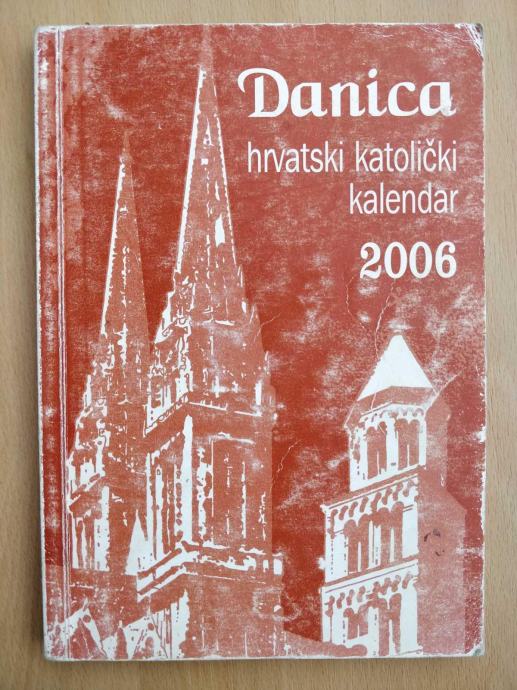 Danica
hrvatski katolički
kalendar
2006